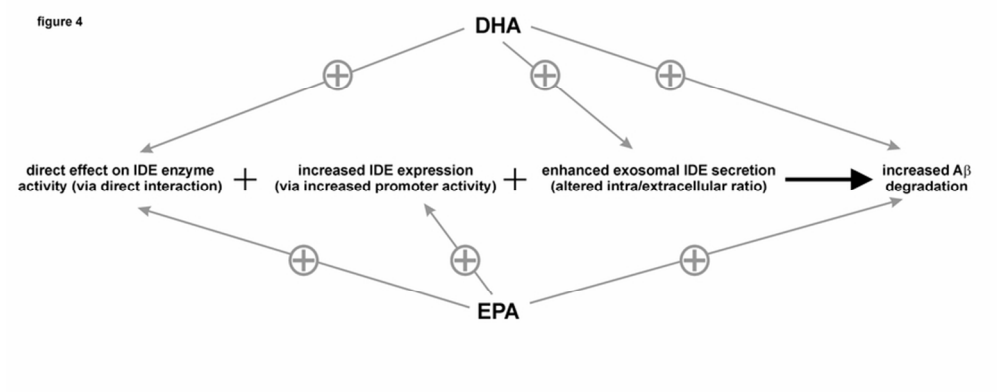 figure 4
DHA
direct effect on IDE enzyme
activity (via direct interaction)
+
increased IDE expression
(via increased promoter activity)
+
enhanced exosomal IDE secretion
(altered intra/extracellular ratio)
increased Aβ
degradation
EPA